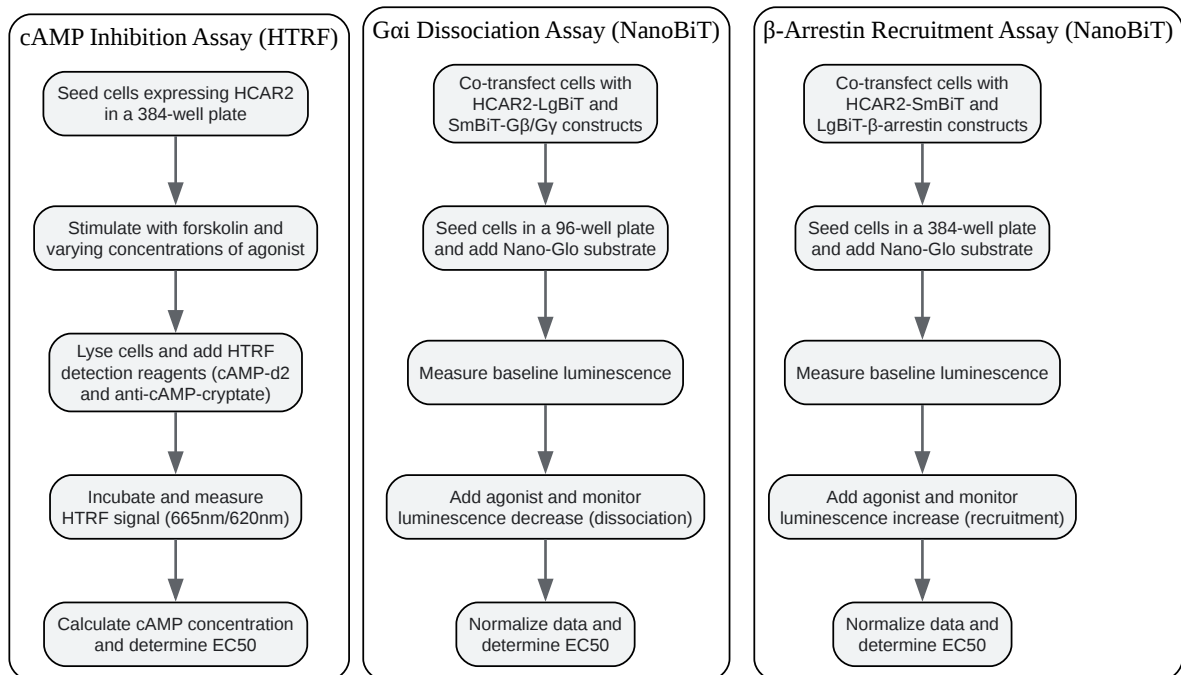 cAMP Inhibition Assay (HTRF)
Seed cells expressing HCAR2
in a 384-well plate
Stimulate with forskolin and
varying concentrations of agonist
Lyse cells and add HTRF
detection reagents (cAMP-d2
and anti-cAMP-cryptate)
Incubate and measure
HTRF signal (665nm/620nm)
Calculate cAMP concentration
and determine EC50
Gαi Dissociation Assay (NanoBiT)
Co-transfect cells with
HCAR2-LgBiT and
SmBiT-Gβ/Gγ constructs
Seed cells in a 96-well plate
and add Nano-Glo substrate
Measure baseline luminescence
Add agonist and monitor
luminescence decrease (dissociation)
Normalize data and
determine EC50
β-Arrestin Recruitment Assay (NanoBiT)
Co-transfect cells with
HCAR2-SmBiT and
LgBiT-β-arrestin constructs
Seed cells in a 384-well plate
and add Nano-Glo substrate
Measure baseline luminescence
Add agonist and monitor
luminescence increase (recruitment)
Normalize data and
determine EC50